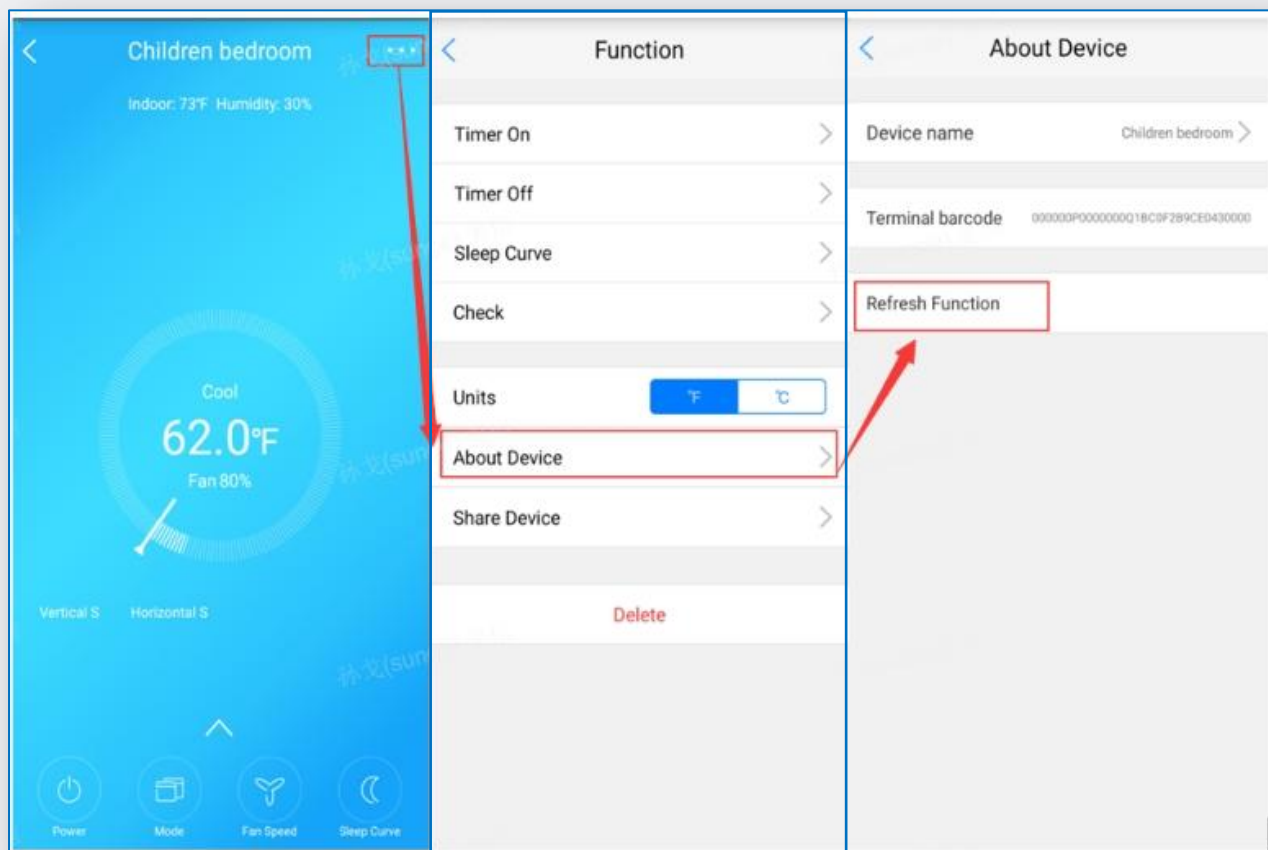 Children bedroom
Indoor: 73°F Humidity: 30%
Cool
62.0°F
Fan 80%
Vertical S Horizontal S
Power Mode Fan Speed Sleep Curve
Function
Timer On
Timer Off
Sleep Curve
Check
Units °F °C
About Device
Share Device
Delete
About Device
Device name Children bedroom
Terminal barcode 000000P0000000Q1BC0F2B9CE0430000
Refresh Function